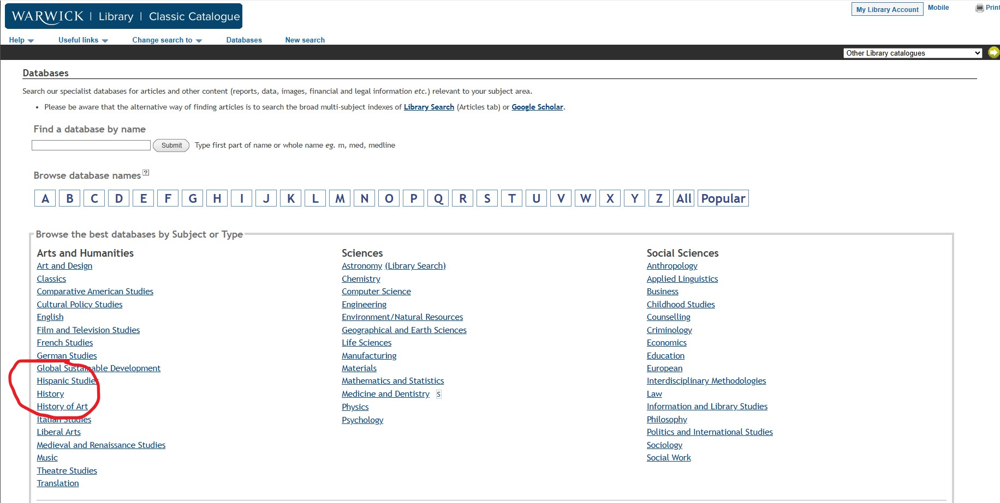 WARWICK | Library | Classic Catalogue
My Library Account Mobile Print
Help Useful links Change search to Databases New search
Other Library catalogues
Databases
Search our specialist databases for articles and other content (reports, data, images, financial and legal information etc.) relevant to your subject area.
• Please be aware that the alternative way of finding articles is to search the broad multi-subject indexes of Library Search (Articles tab) or Google Scholar.
Find a database by name
Submit Type first part of name or whole name eg. m, med, medline
Browse database names ?
A B C D E F G H I J K L M N O P Q R S T U V W X Y Z All Popular
Browse the best databases by Subject or Type
Arts and Humanities
Art and Design
Classics
Comparative American Studies
Cultural Policy Studies
English
Film and Television Studies
French Studies
German Studies
Global Sustainable Development
Hispanic Studies
History
History of Art
Italian Studies
Liberal Arts
Medieval and Renaissance Studies
Music
Theatre Studies
Translation
Sciences
Astronomy (Library Search)
Chemistry
Computer Science
Engineering
Environment/Natural Resources
Geographical and Earth Sciences
Life Sciences
Manufacturing
Materials
Mathematics and Statistics
Medicine and Dentistry S
Physics
Psychology
Social Sciences
Anthropology
Applied Linguistics
Business
Childhood Studies
Counselling
Criminology
Economics
Education
European
Interdisciplinary Methodologies
Law
Information and Library Studies
Philosophy
Politics and International Studies
Sociology
Social Work